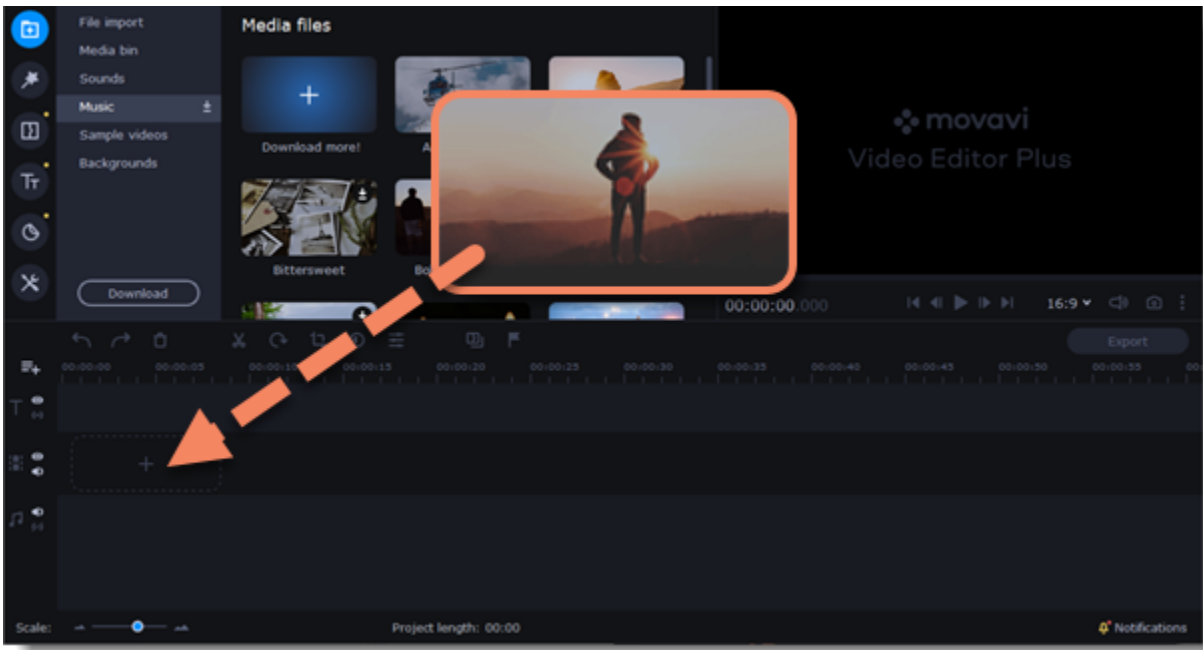 File import
Media bin
Sounds
Music
Sample videos
Backgrounds
Download
Media files
Download more!
Bittersweet
movavi
Video Editor Plus
00:00:00.000
16:9
Export
00:00:00 00:00:05 00:00:10 00:00:15 00:00:20 00:00:25 00:00:30 00:00:35 00:00:40 00:00:45 00:00:50 00:00:55
Scale:
Project length: 00:00
Notifications